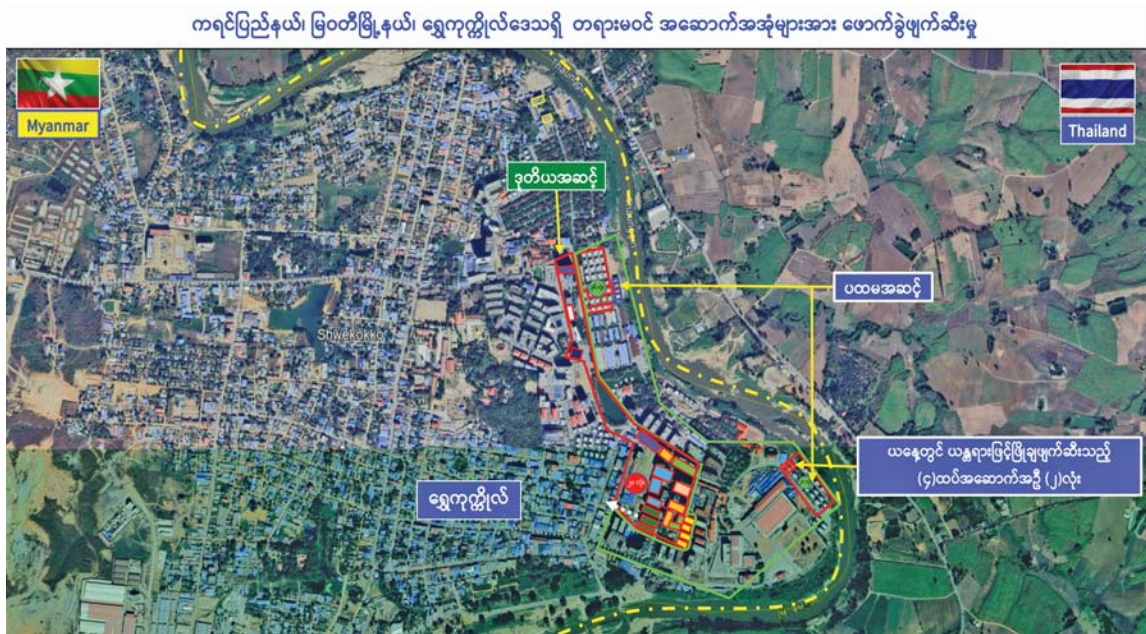 ကရင်ပြည်နယ်၊ မြဝတီမြို့နယ်၊ ရွှေကုက္ကိုလ်ဒေသရှိ တရားမဝင် အဆောက်အအုံများအား ဖောက်ခွဲဖျက်ဆီးမှု
Myanmar
Thailand
ဒုတိယအဆင့်
ပထမအဆင့်
Shwekokko
ယနေ့တွင် ယန္တရားဖြင့်ဖြိုချဖျက်ဆီးသည့်
(၄)ထပ်အဆောက်အဦ (၂)လုံး
ရွှေကုက္ကိုလ်